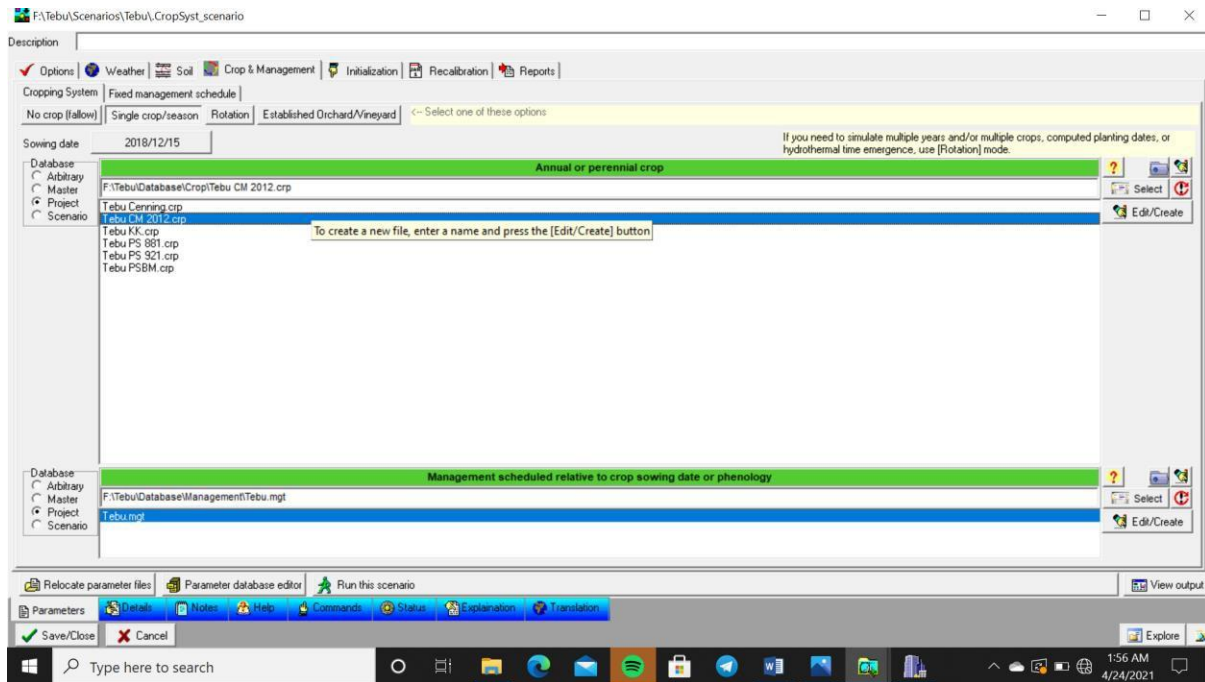 F:\Tebu\Scenarios\Tebu\.CropSyst_scenario
Description
Options Weather Soil Crop & Management Initialization Recalibration Reports
Cropping System Fixed management schedule
No crop (fallow) Single crop/season Rotation Established Orchard/Vineyard <-- Select one of these options
Sowing date 2018/12/15
If you need to simulate multiple years and/or multiple crops, computed planting dates, or
hydrothermal time emergence, use [Rotation] mode.
Database
Arbitrary
Master
Project
Scenario
Annual or perennial crop
?
F:\Tebu\Database\Crop\Tebu CM 2012.crp
Select
Edit/Create
Tebu Cenning.crp
Tebu CM 2012.crp
Tebu KK.crp
Tebu PS 881.crp
Tebu PS 921.crp
Tebu PSBM.crp
To create a new file, enter a name and press the [Edit/Create] button
Database
Arbitrary
Master
Project
Scenario
Management scheduled relative to crop sowing date or phenology
?
F:\Tebu\Database\Management\Tebu.mgt
Select
Edit/Create
Tebu.mgt
Relocate parameter files Parameter database editor Run this scenario View output
Parameters Details Notes Help Commands Status Explaination Translation
Save/Close Cancel Explore
Type here to search
1:56 AM
4/24/2021